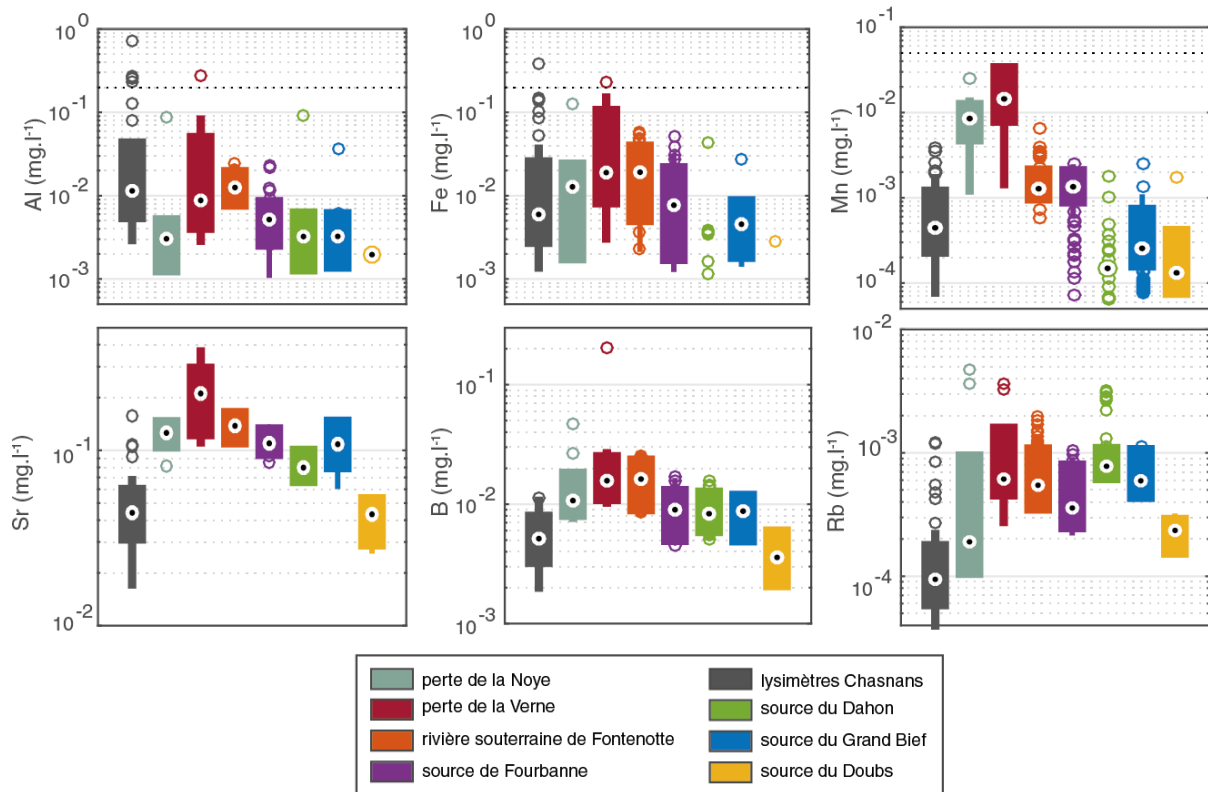 Al (mg.l⁻¹)
10⁰
10⁻¹
10⁻²
10⁻³
Fe (mg.l⁻¹)
10⁰
10⁻¹
10⁻²
10⁻³
Mn (mg.l⁻¹)
10⁻¹
10⁻²
10⁻³
10⁻⁴
Sr (mg.l⁻¹)
10⁻¹
10⁻²
B (mg.l⁻¹)
10⁻¹
10⁻²
10⁻³
Rb (mg.l⁻¹)
10⁻²
10⁻³
10⁻⁴
perte de la Noye
perte de la Verne
rivière souterraine de Fontenotte
source de Fourbanne
lysimètres Chasnans
source du Dahon
source du Grand Bief
source du Doubs